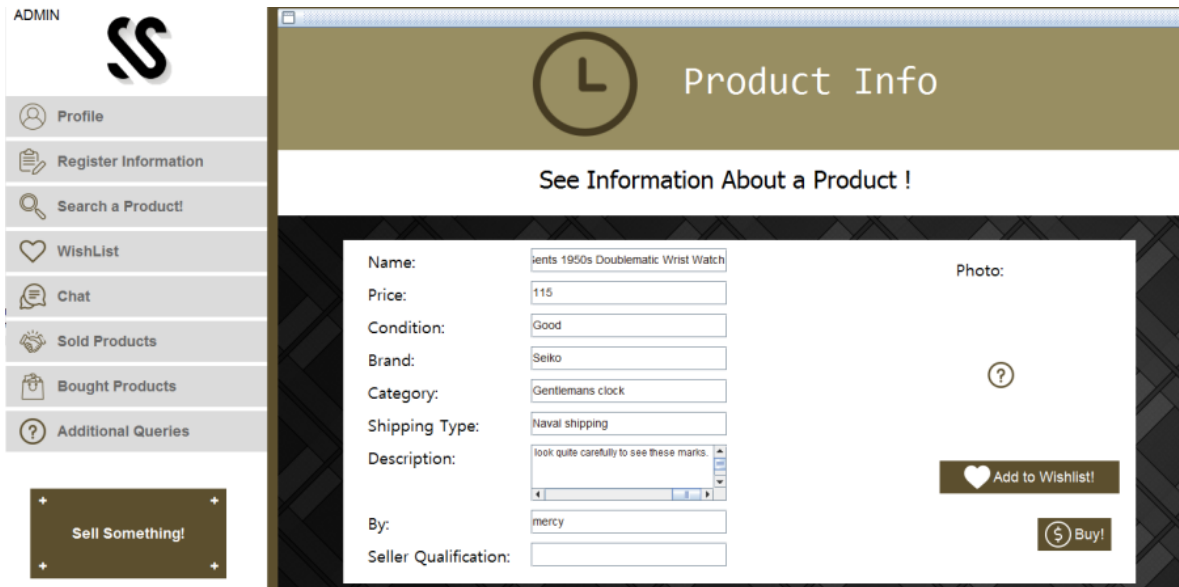 ADMIN
SS
Profile
Register Information
Search a Product!
WishList
Chat
Sold Products
Bought Products
Additional Queries
Sell Something!
Product Info
See Information About a Product !
Name: 1950s Doublematic Wrist Watch
Price: 115
Condition: Good
Brand: Seiko
Category: Gentlemans clock
Shipping Type: Naval shipping
Description: look quite carefully to see these marks.
By: mercy
Seller Qualification:
Photo:
?
Add to Wishlist!
$ Buy!